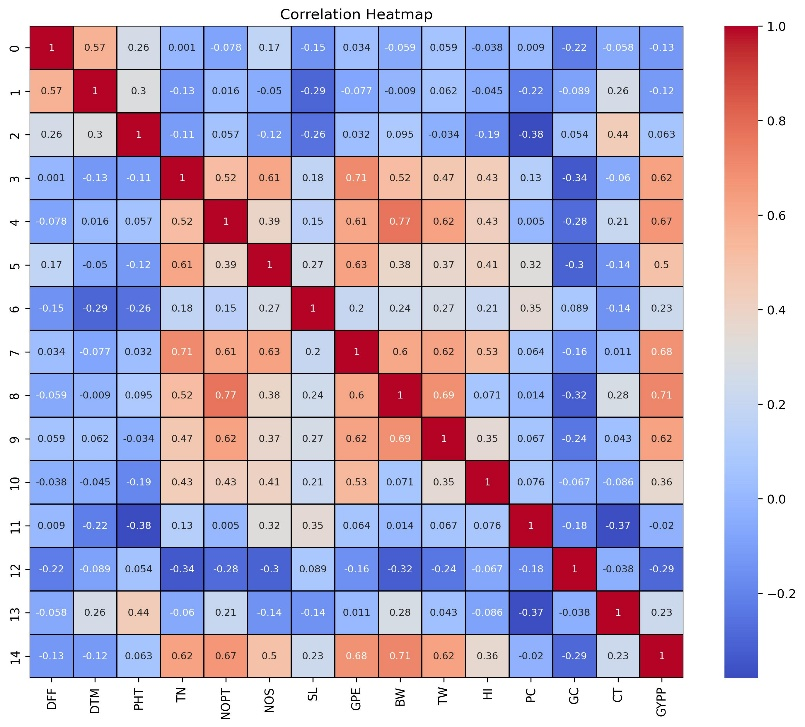 Correlation Heatmap
0 1 0.57 0.26 0.001 -0.078 0.17 -0.15 0.034 -0.059 0.059 -0.038 0.009 -0.22 -0.058 -0.13
1 0.57 1 0.3 -0.13 0.016 -0.05 -0.29 -0.077 -0.009 0.062 -0.045 -0.22 -0.089 0.26 -0.12
2 0.26 0.3 1 -0.11 0.057 -0.12 -0.26 0.032 0.095 -0.034 -0.19 -0.38 0.054 0.44 0.063
3 0.001 -0.13 -0.11 1 0.52 0.61 0.18 0.71 0.52 0.47 0.43 0.13 -0.34 -0.06 0.62
4 -0.078 0.016 0.057 0.52 1 0.39 0.15 0.61 0.77 0.62 0.43 0.005 -0.28 0.21 0.67
5 0.17 -0.05 -0.12 0.61 0.39 1 0.27 0.63 0.38 0.37 0.41 0.32 -0.3 -0.14 0.5
6 -0.15 -0.29 -0.26 0.18 0.15 0.27 1 0.2 0.24 0.27 0.21 0.35 0.089 -0.14 0.23
7 0.034 -0.077 0.032 0.71 0.61 0.63 0.2 1 0.6 0.62 0.53 0.064 -0.16 0.011 0.68
8 -0.059 -0.009 0.095 0.52 0.77 0.38 0.24 0.6 1 0.69 0.071 0.014 -0.32 0.28 0.71
9 0.059 0.062 -0.034 0.47 0.62 0.37 0.27 0.62 0.69 1 0.35 0.067 -0.24 0.043 0.62
10 -0.038 -0.045 -0.19 0.43 0.43 0.41 0.21 0.53 0.071 0.35 1 0.076 -0.067 -0.086 0.36
11 0.009 -0.22 -0.38 0.13 0.005 0.32 0.35 0.064 0.014 0.067 0.076 1 -0.18 -0.37 -0.02
12 -0.22 -0.089 0.054 -0.34 -0.28 -0.3 0.089 -0.16 -0.32 -0.24 -0.067 -0.18 1 -0.038 -0.29
13 -0.058 0.26 0.44 -0.06 0.21 -0.14 -0.14 0.011 0.28 0.043 -0.086 -0.37 -0.038 1 0.23
14 -0.13 -0.12 0.063 0.62 0.67 0.5 0.23 0.68 0.71 0.62 0.36 -0.02 -0.29 0.23 1
DFF DTM PHT TN NOPT NOS SL GPE BW TW HI PC GC CT GYPP
1.0
0.8
0.6
0.4
0.2
0.0
−0.2